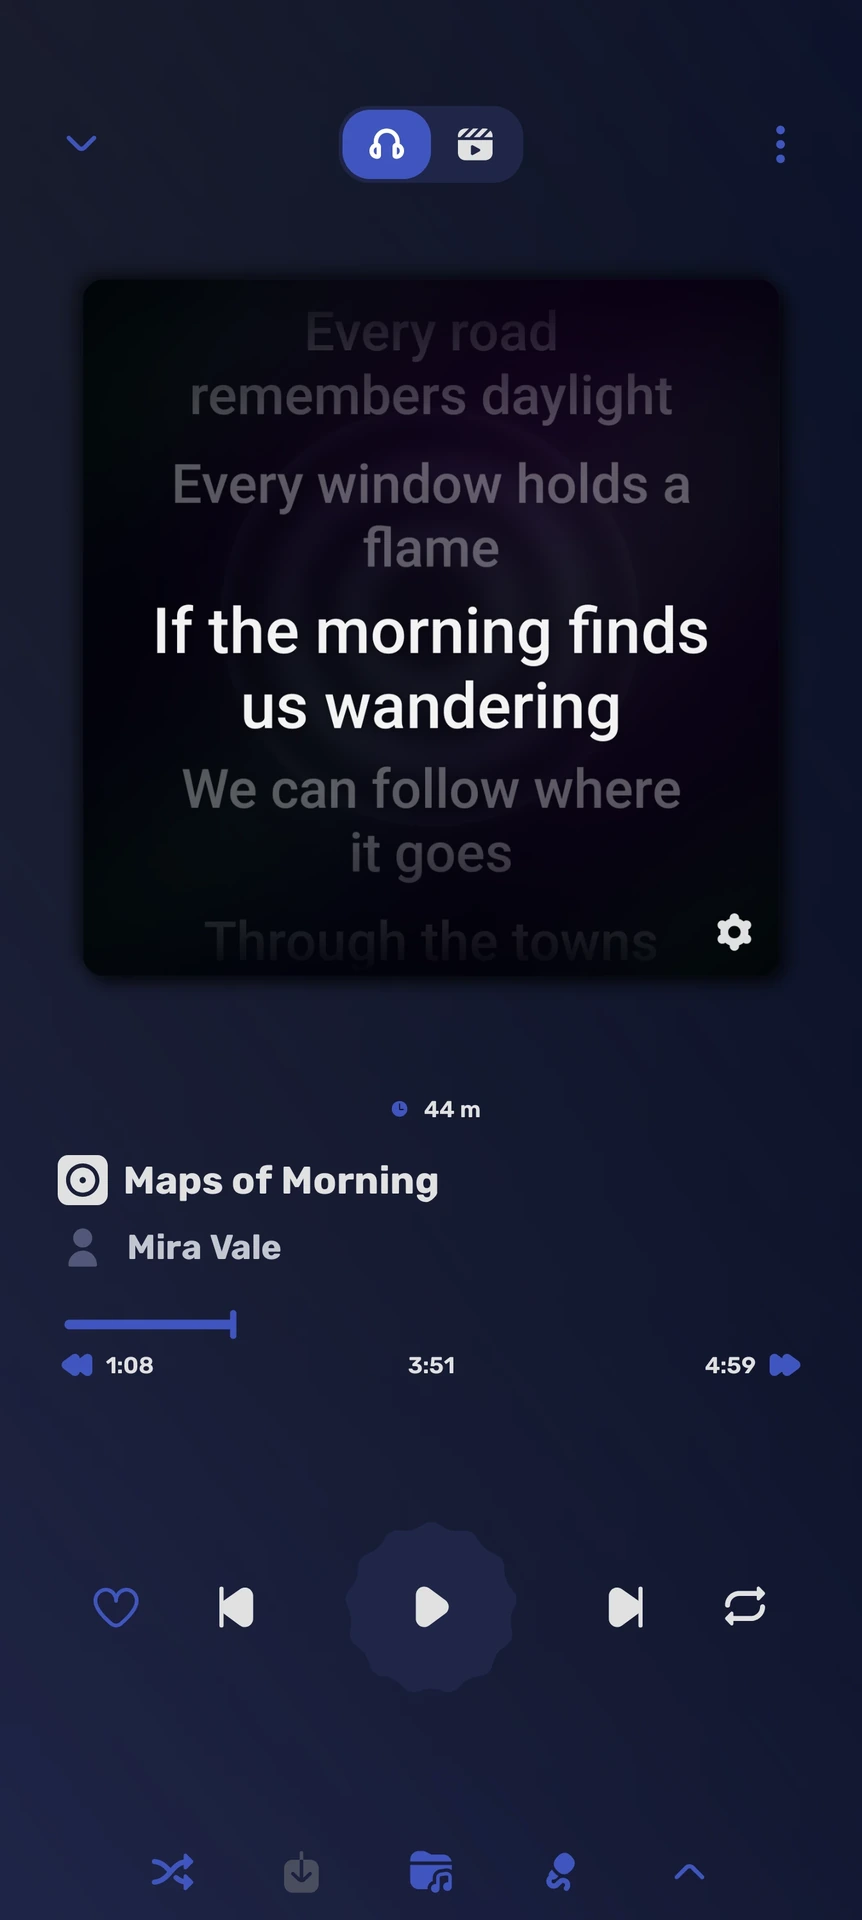 Every road
remembers daylight
Every window holds a
flame
If the morning finds
us wandering
We can follow where
it goes
Through the towns
44 m
Maps of Morning
Mira Vale
1:08 3:51 4:59